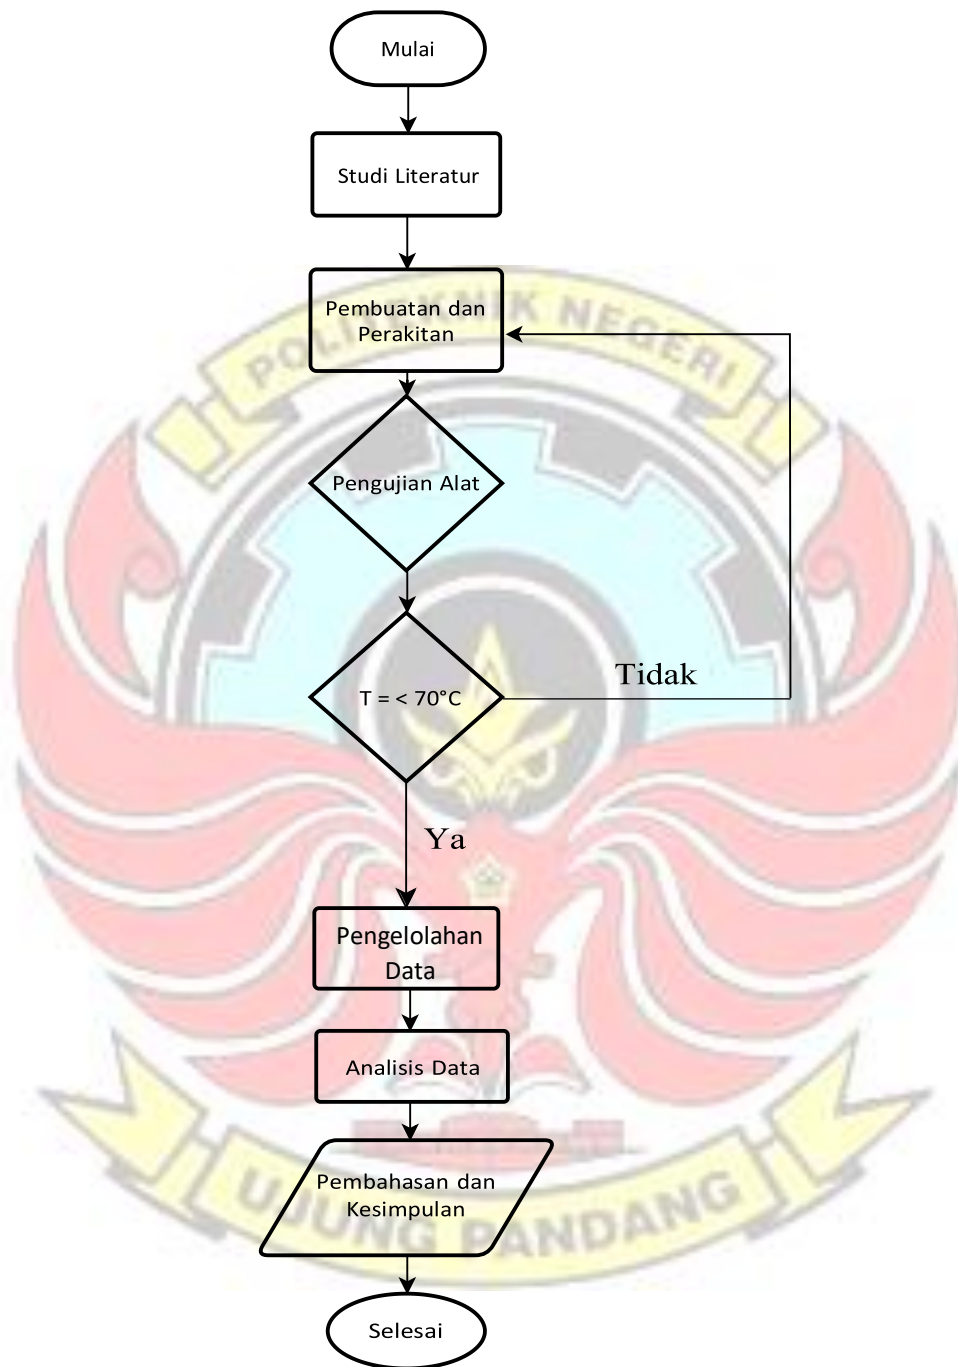 Mulai
Studi Literatur
POLITEKNIK NEGERI
Pembuatan dan
Perakitan
Pengujian Alat
Tidak
T = < 70°C
Ya
Pengelolahan
Data
Analisis Data
Pembahasan dan
Kesimpulan
UJUNG PANDANG
Selesai